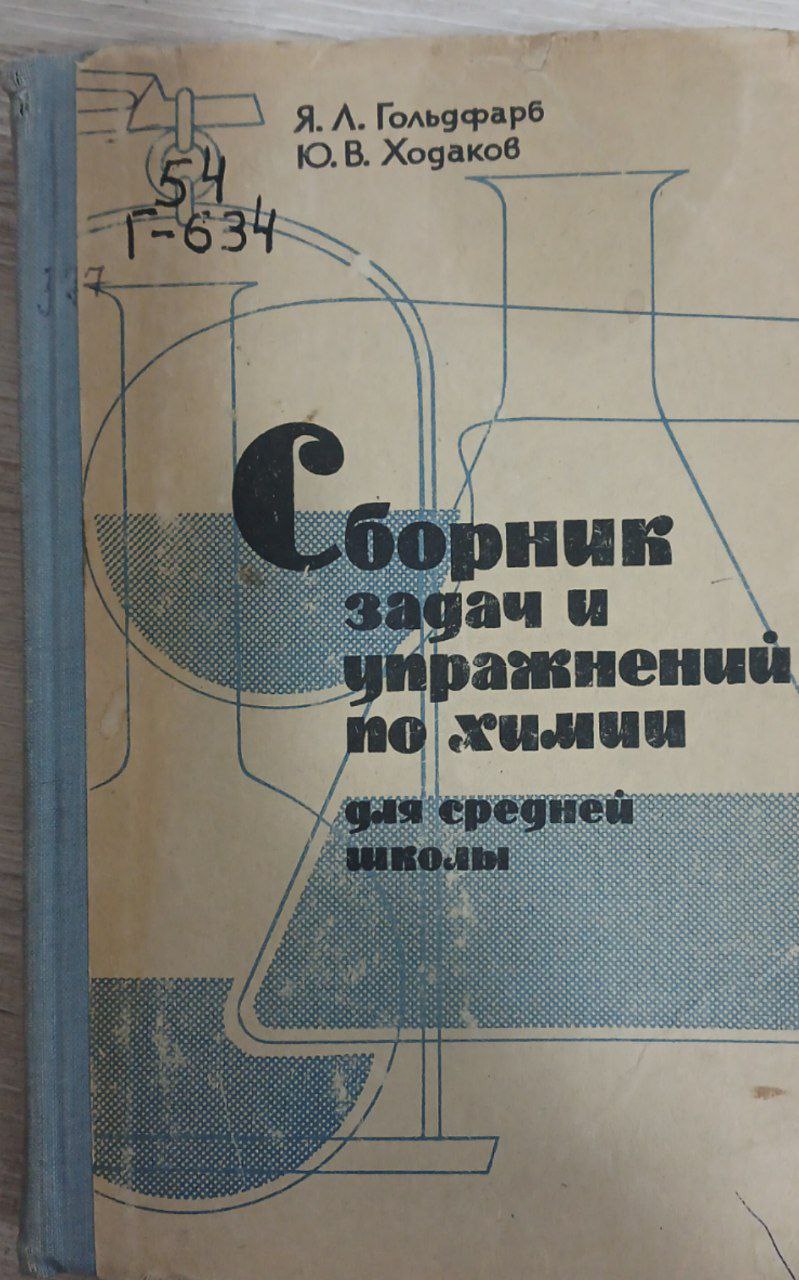 Я. Л. Гольдфарб
Ю. В. Ходаков
54
Г-634
Сборник
задач и
упражнений
по химии
для средней
школы